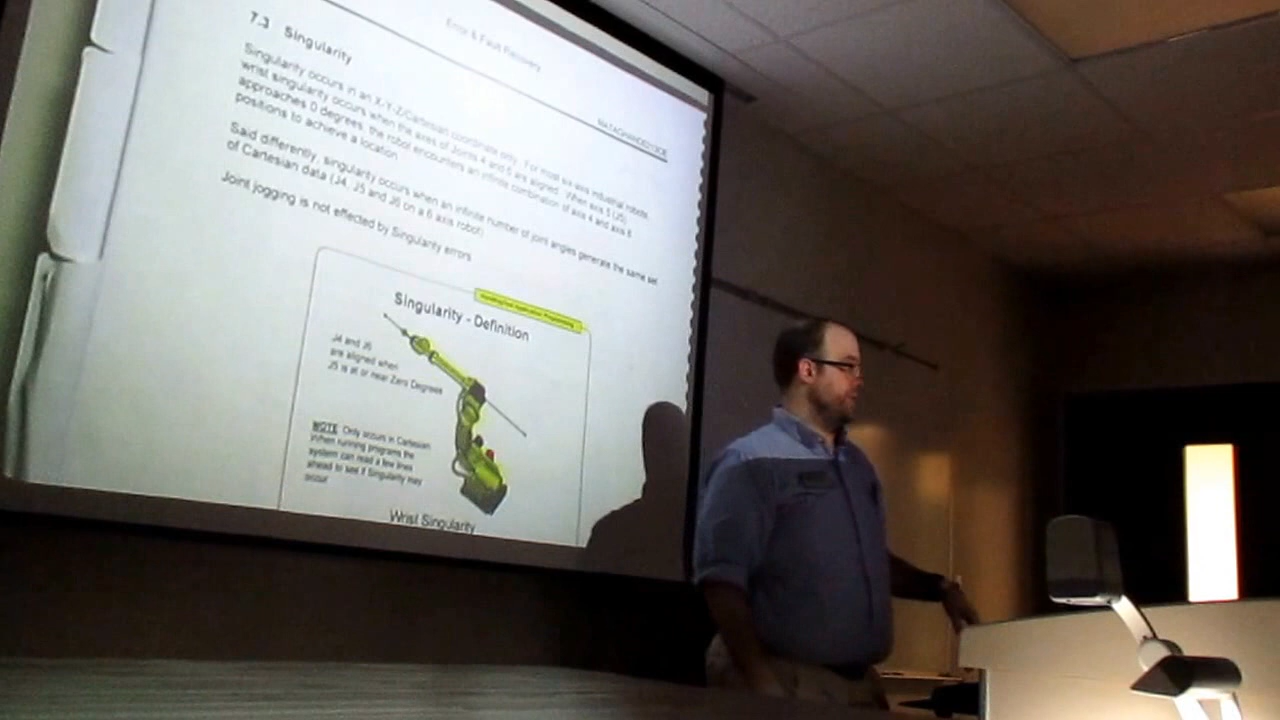 Error & Fault Recovery
7.3 Singularity
Singularity occurs in an X-Y-Z/Cartesian coordinate only. For most six axis industrial robots,
wrist singularity occurs when the axes of Joints 4 and 6 are aligned. When axis 5 (J5)
approaches 0 degrees, the robot encounters an infinite combination of axis 4 and axis 6
positions to achieve a location.
Said differently, singularity occurs when an infinite number of joint angles generate the same set
of Cartesian data (J4, J5 and J6 on a 6 axis robot)
Joint jogging is not effected by Singularity errors
Singularity - Definition
J4 and J6
are aligned when
J5 is at or near Zero Degrees
NOTE Only occurs in Cartesian
When running programs the
system can read a few lines
ahead to see if Singularity may
occur
Wrist Singularity